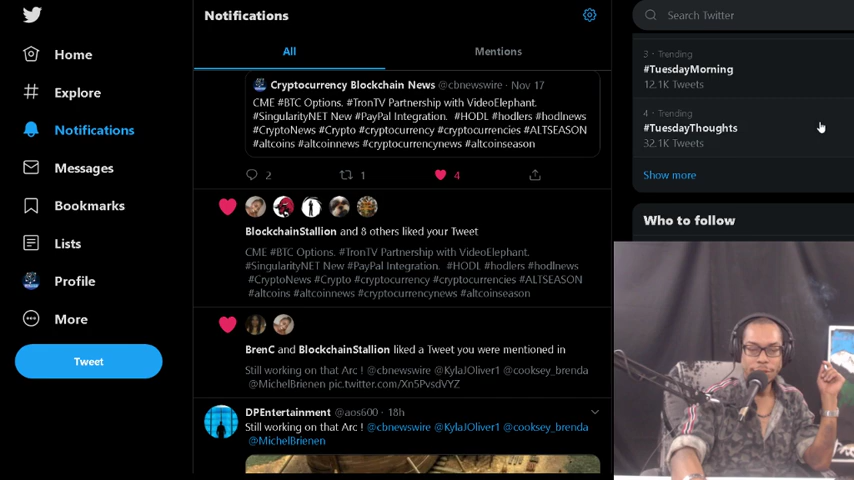 Home
Explore
Notifications
Messages
Bookmarks
Lists
Profile
More
Tweet
Notifications
All
Mentions
Cryptocurrency Blockchain News @cbnewswire · Nov 17
CME #BTC Options. #TronTV Partnership with VideoElephant.
#SingularityNET New #PayPal Integration. #HODL #hodlers #hodlnews
#CryptoNews #Crypto #cryptocurrency #cryptocurrencies #ALTSEASON
#altcoins #altcoinnews #cryptocurrencynews #altcoinseason
2
1
4
BlockchainStallion and 8 others liked your Tweet
CME #BTC Options. #TronTV Partnership with VideoElephant.
#SingularityNET New #PayPal Integration. #HODL #hodlers #hodlnews
#CryptoNews #Crypto #cryptocurrency #cryptocurrencies #ALTSEASON
#altcoins #altcoinnews #cryptocurrencynews #altcoinseason
BrenC and BlockchainStallion liked a Tweet you were mentioned in
Still working on that Arc ! @cbnewswire @KylaJOliver1 @cooksey_brenda
@MichelBrienen pic.twitter.com/Xn5PvsdVYZ
DPEntertainment @aos600 · 18h
Still working on that Arc ! @cbnewswire @KylaJOliver1 @cooksey_brenda
@MichelBrienen
Search Twitter
3 · Trending
#TuesdayMorning
12.1K Tweets
4 · Trending
#TuesdayThoughts
32.1K Tweets
Show more
Who to follow